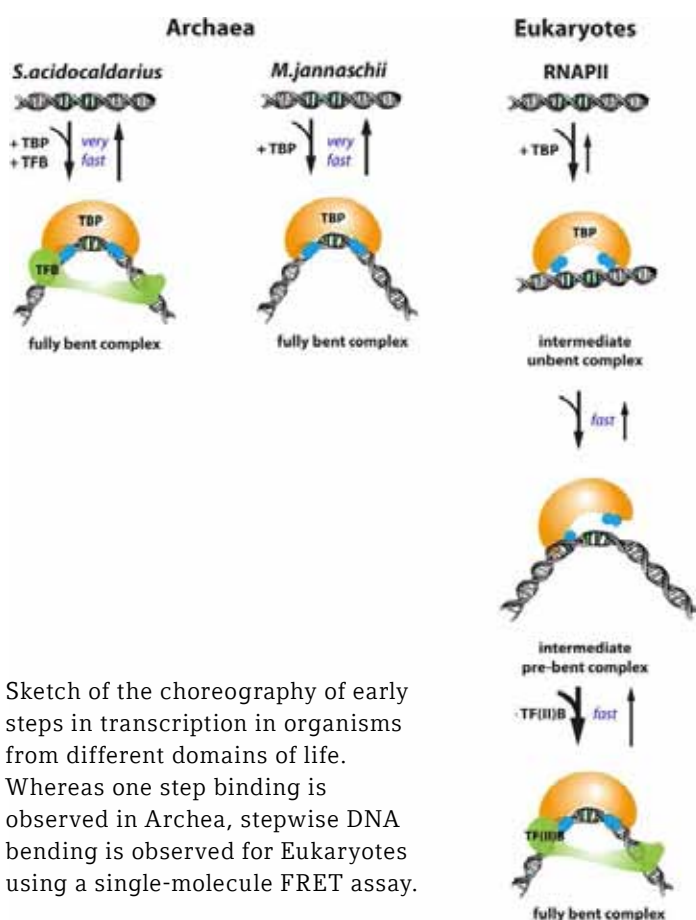 Archaea
S.acidocaldarius
+ TBP
+ TFB
very
fast
TBP
TFB
fully bent complex
M.jannaschii
+ TBP
very
fast
TBP
fully bent complex
Eukaryotes
RNAPII
+ TBP
TBP
intermediate
unbent complex
fast
intermediate
pre-bent complex
TF(II)B
fast
TF(II)B
fully bent complex
Sketch of the choreography of early
steps in transcription in organisms
from different domains of life.
Whereas one step binding is
observed in Archea, stepwise DNA
bending is observed for Eukaryotes
using a single-molecule FRET assay.